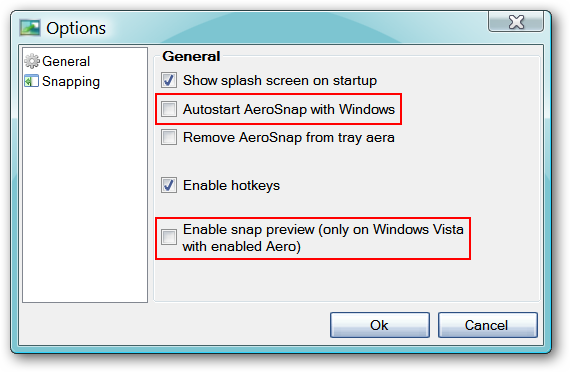 Options
General
Snapping
General
Show splash screen on startup
Autostart AeroSnap with Windows
Remove AeroSnap from tray aera
Enable hotkeys
Enable snap preview (only on Windows Vista
with enabled Aero)
Ok
Cancel